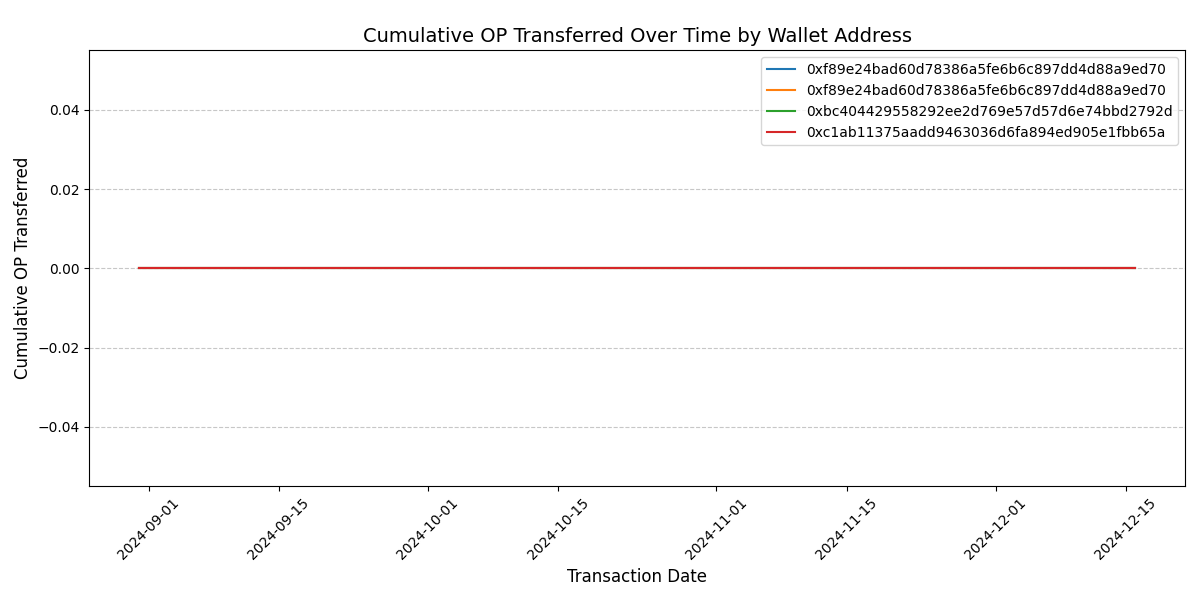 Cumulative OP Transferred Over Time by Wallet Address
0xf89e24bad60d78386a5fe6b6c897dd4d88a9ed70
0xf89e24bad60d78386a5fe6b6c897dd4d88a9ed70
0xbc404429558292ee2d769e57d57d6e74bbd2792d
0xc1ab11375aadd9463036d6fa894ed905e1fbb65a
Cumulative OP Transferred
0.04
0.02
0.00
−0.02
−0.04
2024-09-01
2024-09-15
2024-10-01
2024-10-15
2024-11-01
2024-11-15
2024-12-01
2024-12-15
Transaction Date